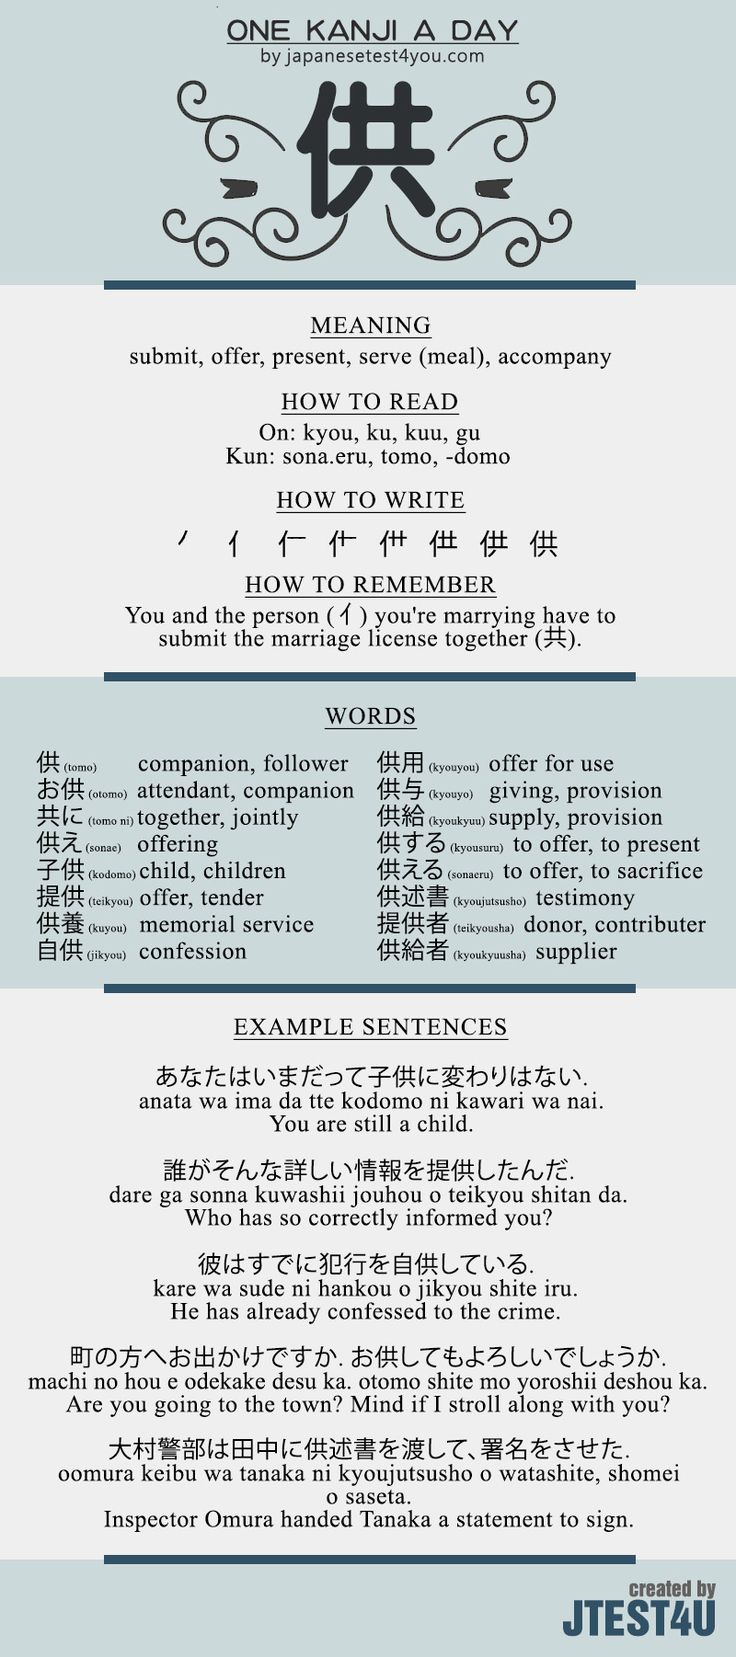 ONE KANJI A DAY
by japanesetest4you.com
供
MEANING
submit, offer, present, serve (meal), accompany
HOW TO READ
On: kyou, ku, kuu, gu
Kun: sona.eru, tomo, -domo
HOW TO WRITE
供
HOW TO REMEMBER
You and the person (亻) you're marrying have to
submit the marriage license together (共).
WORDS
供 (tomo) companion, follower
お供 (otomo) attendant, companion
共に (tomo ni) together, jointly
供え (sonae) offering
子供 (kodomo) child, children
提供 (teikyou) offer, tender
供養 (kuyou) memorial service
自供 (jikyou) confession
供用 (kyouyou) offer for use
供与 (kyouyo) giving, provision
供給 (kyoukyuu) supply, provision
供する (kyousuru) to offer, to present
供える (sonaeru) to offer, to sacrifice
供述書 (kyoujutsusho) testimony
提供者 (teikyousha) donor, contributer
供給者 (kyoukyuusha) supplier
EXAMPLE SENTENCES
あなたはいまだって子供に変わりはない.
anata wa ima da tte kodomo ni kawari wa nai.
You are still a child.
誰がそんな詳しい情報を提供したんだ.
dare ga sonna kuwashii jouhou o teikyou shitan da.
Who has so correctly informed you?
彼はすでに犯行を自供している.
kare wa sude ni hankou o jikyou shite iru.
He has already confessed to the crime.
町の方へお出かけですか. お供してもよろしいでしょうか.
machi no hou e odekake desu ka. otomo shite mo yoroshii deshou ka.
Are you going to the town? Mind if I stroll along with you?
大村警部は田中に供述書を渡して、署名をさせた.
oomura keibu wa tanaka ni kyoujutsusho o watashite, shomei
o saseta.
Inspector Omura handed Tanaka a statement to sign.
created by
JTEST4U